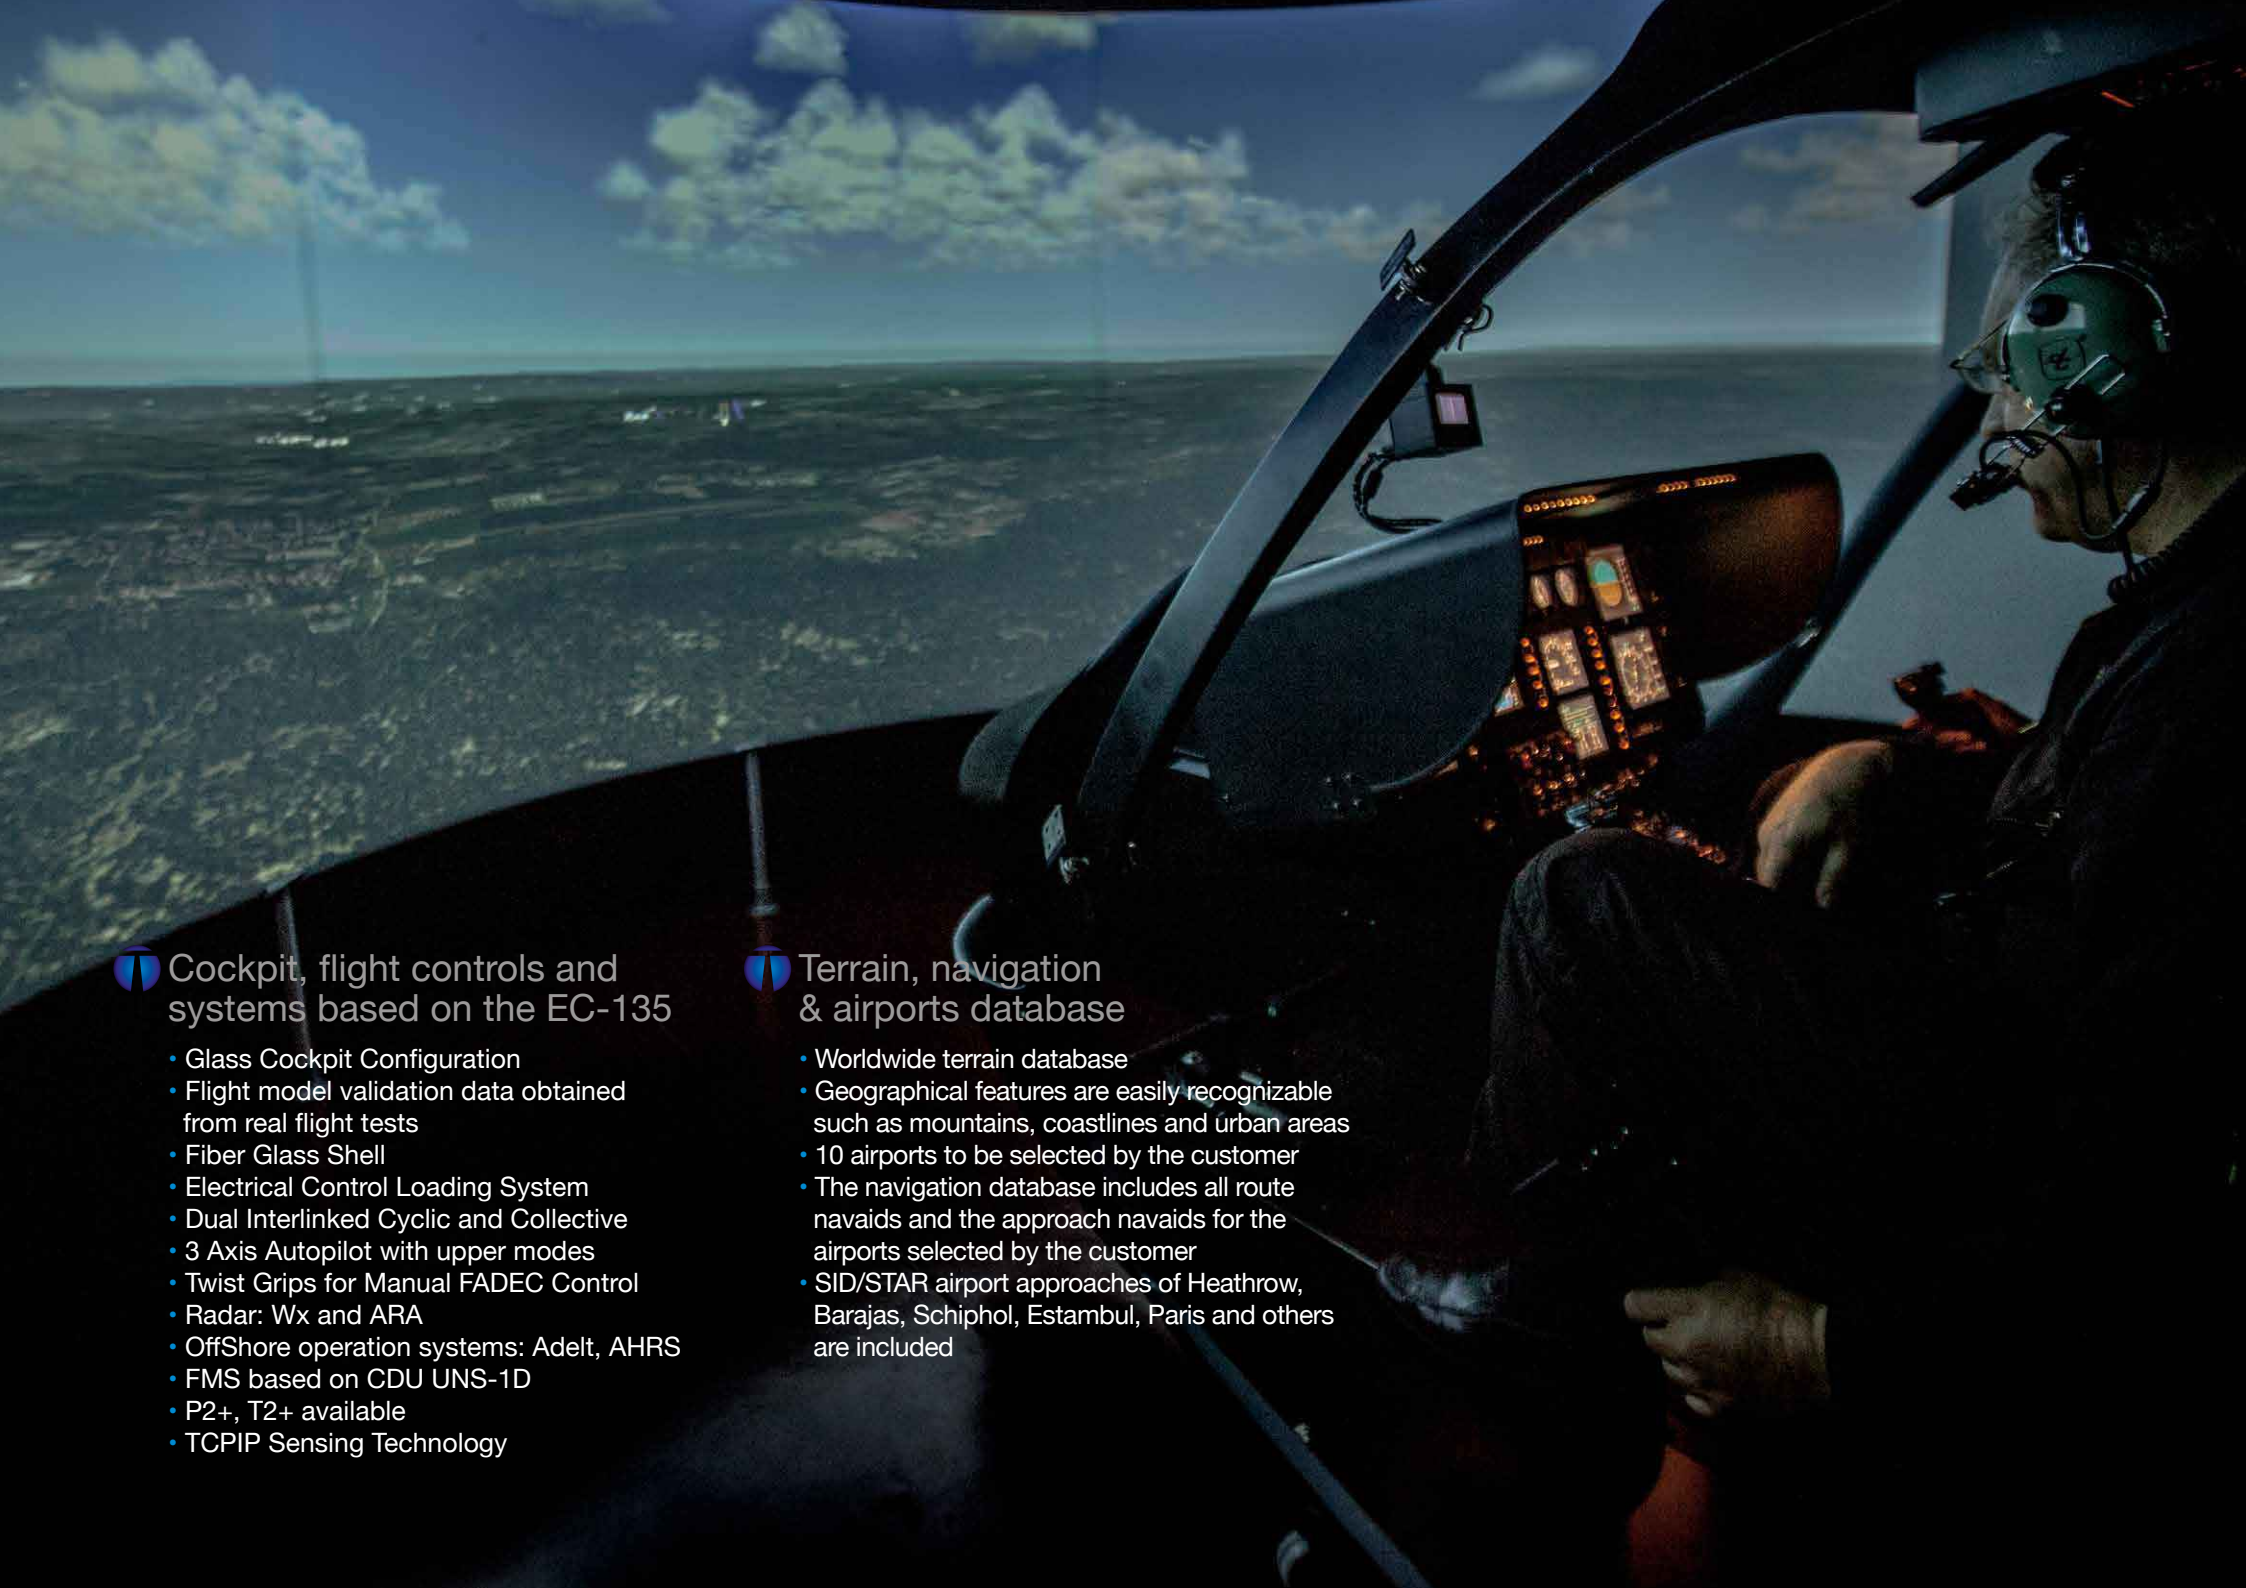 Cockpit, flight controls and
systems based on the EC-135
• Glass Cockpit Configuration
• Flight model validation data obtained
from real flight tests
• Fiber Glass Shell
• Electrical Control Loading System
• Dual Interlinked Cyclic and Collective
• 3 Axis Autopilot with upper modes
• Twist Grips for Manual FADEC Control
• Radar: Wx and ARA
• OffShore operation systems: Adelt, AHRS
• FMS based on CDU UNS-1D
• P2+, T2+ available
• TCPIP Sensing Technology
Terrain, navigation
& airports database
• Worldwide terrain database
• Geographical features are easily recognizable
such as mountains, coastlines and urban areas
• 10 airports to be selected by the customer
• The navigation database includes all route
navaids and the approach navaids for the
airports selected by the customer
• SID/STAR airport approaches of Heathrow,
Barajas, Schiphol, Estambul, Paris and others
are included